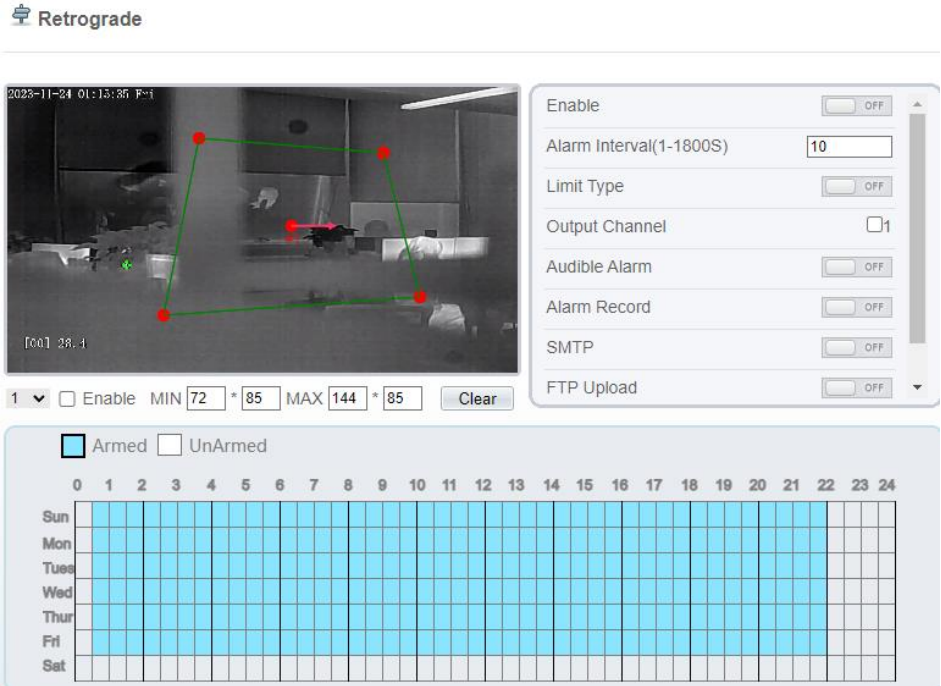 Retrograde
2023-11-24 01:13:35 Fri
[00] 28.4
1 Enable MIN 72 * 85 MAX 144 * 85 Clear
Enable OFF
Alarm Interval(1-1800S) 10
Limit Type OFF
Output Channel 1
Audible Alarm OFF
Alarm Record OFF
SMTP OFF
FTP Upload OFF
Armed UnArmed
0 1 2 3 4 5 6 7 8 9 10 11 12 13 14 15 16 17 18 19 20 21 22 23 24
Sun
Mon
Tues
Wed
Thur
Fri
Sat